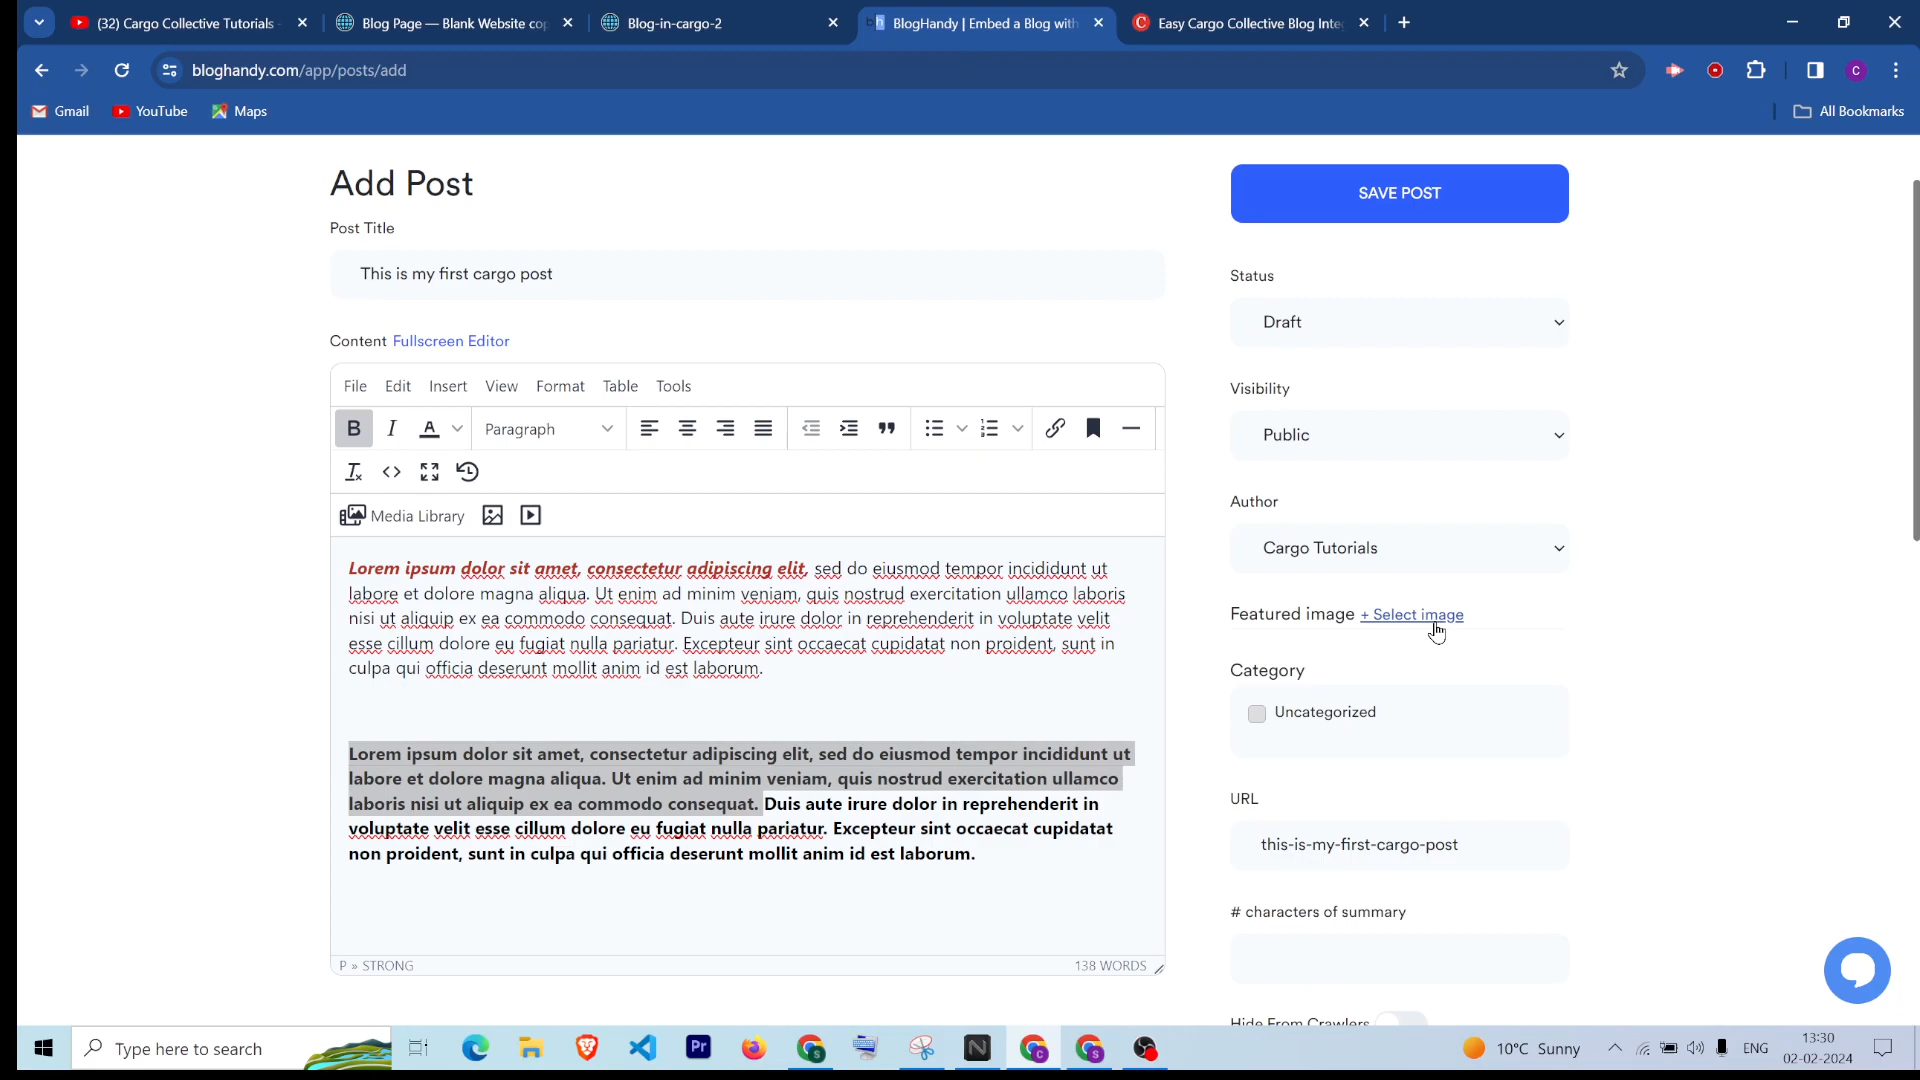 (32) Cargo Collective Tutorials -
Blog Page — Blank Website cop
Blog-in-cargo-2
BlogHandy | Embed a Blog with
Easy Cargo Collective Blog Inte
bloghandy.com/app/posts/add
C
Gmail
YouTube
Maps
All Bookmarks
Add Post
Post Title
This is my first cargo post
Content Fullscreen Editor
File Edit Insert View Format Table Tools
B I A Paragraph
Media Library
Lorem ipsum dolor sit amet, consectetur adipiscing elit, sed do eiusmod tempor incididunt ut
labore et dolore magna aliqua. Ut enim ad minim veniam, quis nostrud exercitation ullamco laboris
nisi ut aliquip ex ea commodo consequat. Duis aute irure dolor in reprehenderit in voluptate velit
esse cillum dolore eu fugiat nulla pariatur. Excepteur sint occaecat cupidatat non proident, sunt in
culpa qui officia deserunt mollit anim id est laborum.
Lorem ipsum dolor sit amet, consectetur adipiscing elit, sed do eiusmod tempor incididunt ut
labore et dolore magna aliqua. Ut enim ad minim veniam, quis nostrud exercitation ullamco
laboris nisi ut aliquip ex ea commodo consequat. Duis aute irure dolor in reprehenderit in
voluptate velit esse cillum dolore eu fugiat nulla pariatur. Excepteur sint occaecat cupidatat
non proident, sunt in culpa qui officia deserunt mollit anim id est laborum.
P » STRONG
138 WORDS
SAVE POST
Status
Draft
Visibility
Public
Author
Cargo Tutorials
Featured image + Select image
Category
Uncategorized
URL
this-is-my-first-cargo-post
# characters of summary
Hide From Crawlers
Type here to search
10°C Sunny
ENG
13:30
02-02-2024